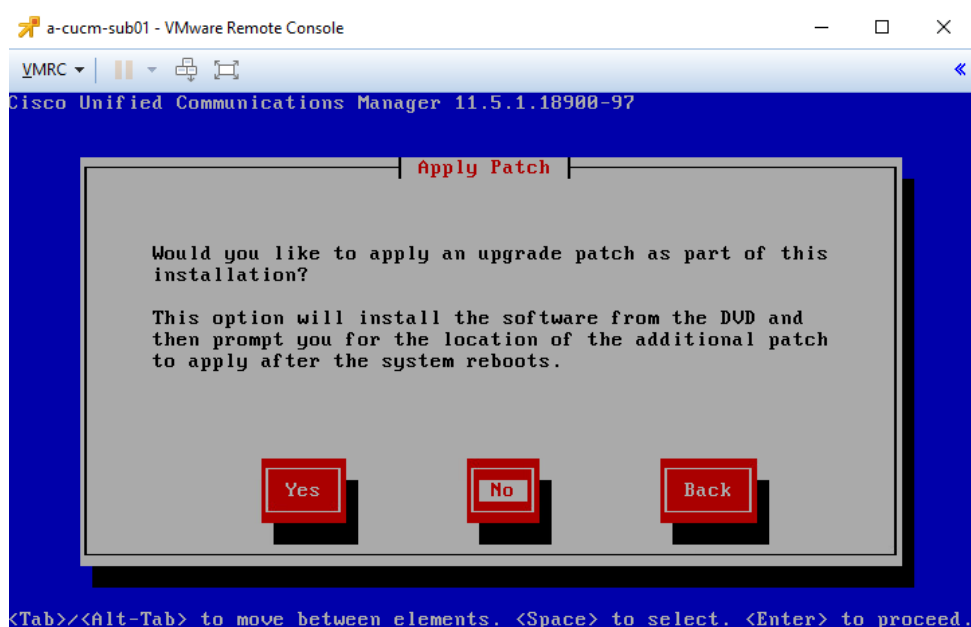 a-cucm-sub01 - VMware Remote Console
VMRC
Cisco Unified Communications Manager 11.5.1.18900-97
Apply Patch
Would you like to apply an upgrade patch as part of this
installation?
This option will install the software from the DVD and
then prompt you for the location of the additional patch
to apply after the system reboots.
Yes No Back
<Tab>/<Alt-Tab> to move between elements. <Space> to select. <Enter> to proceed.